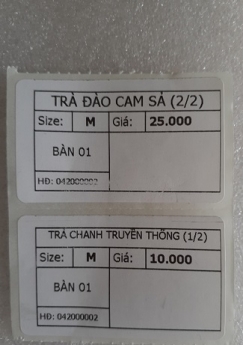 TRÀ ĐÀO CAM SẢ (2/2)
Size: M Giá: 25.000
BÀN 01
HĐ: 042000002
TRÀ CHANH TRUYỀN THỐNG (1/2)
Size: M Giá: 10.000
BÀN 01
HĐ: 042000002